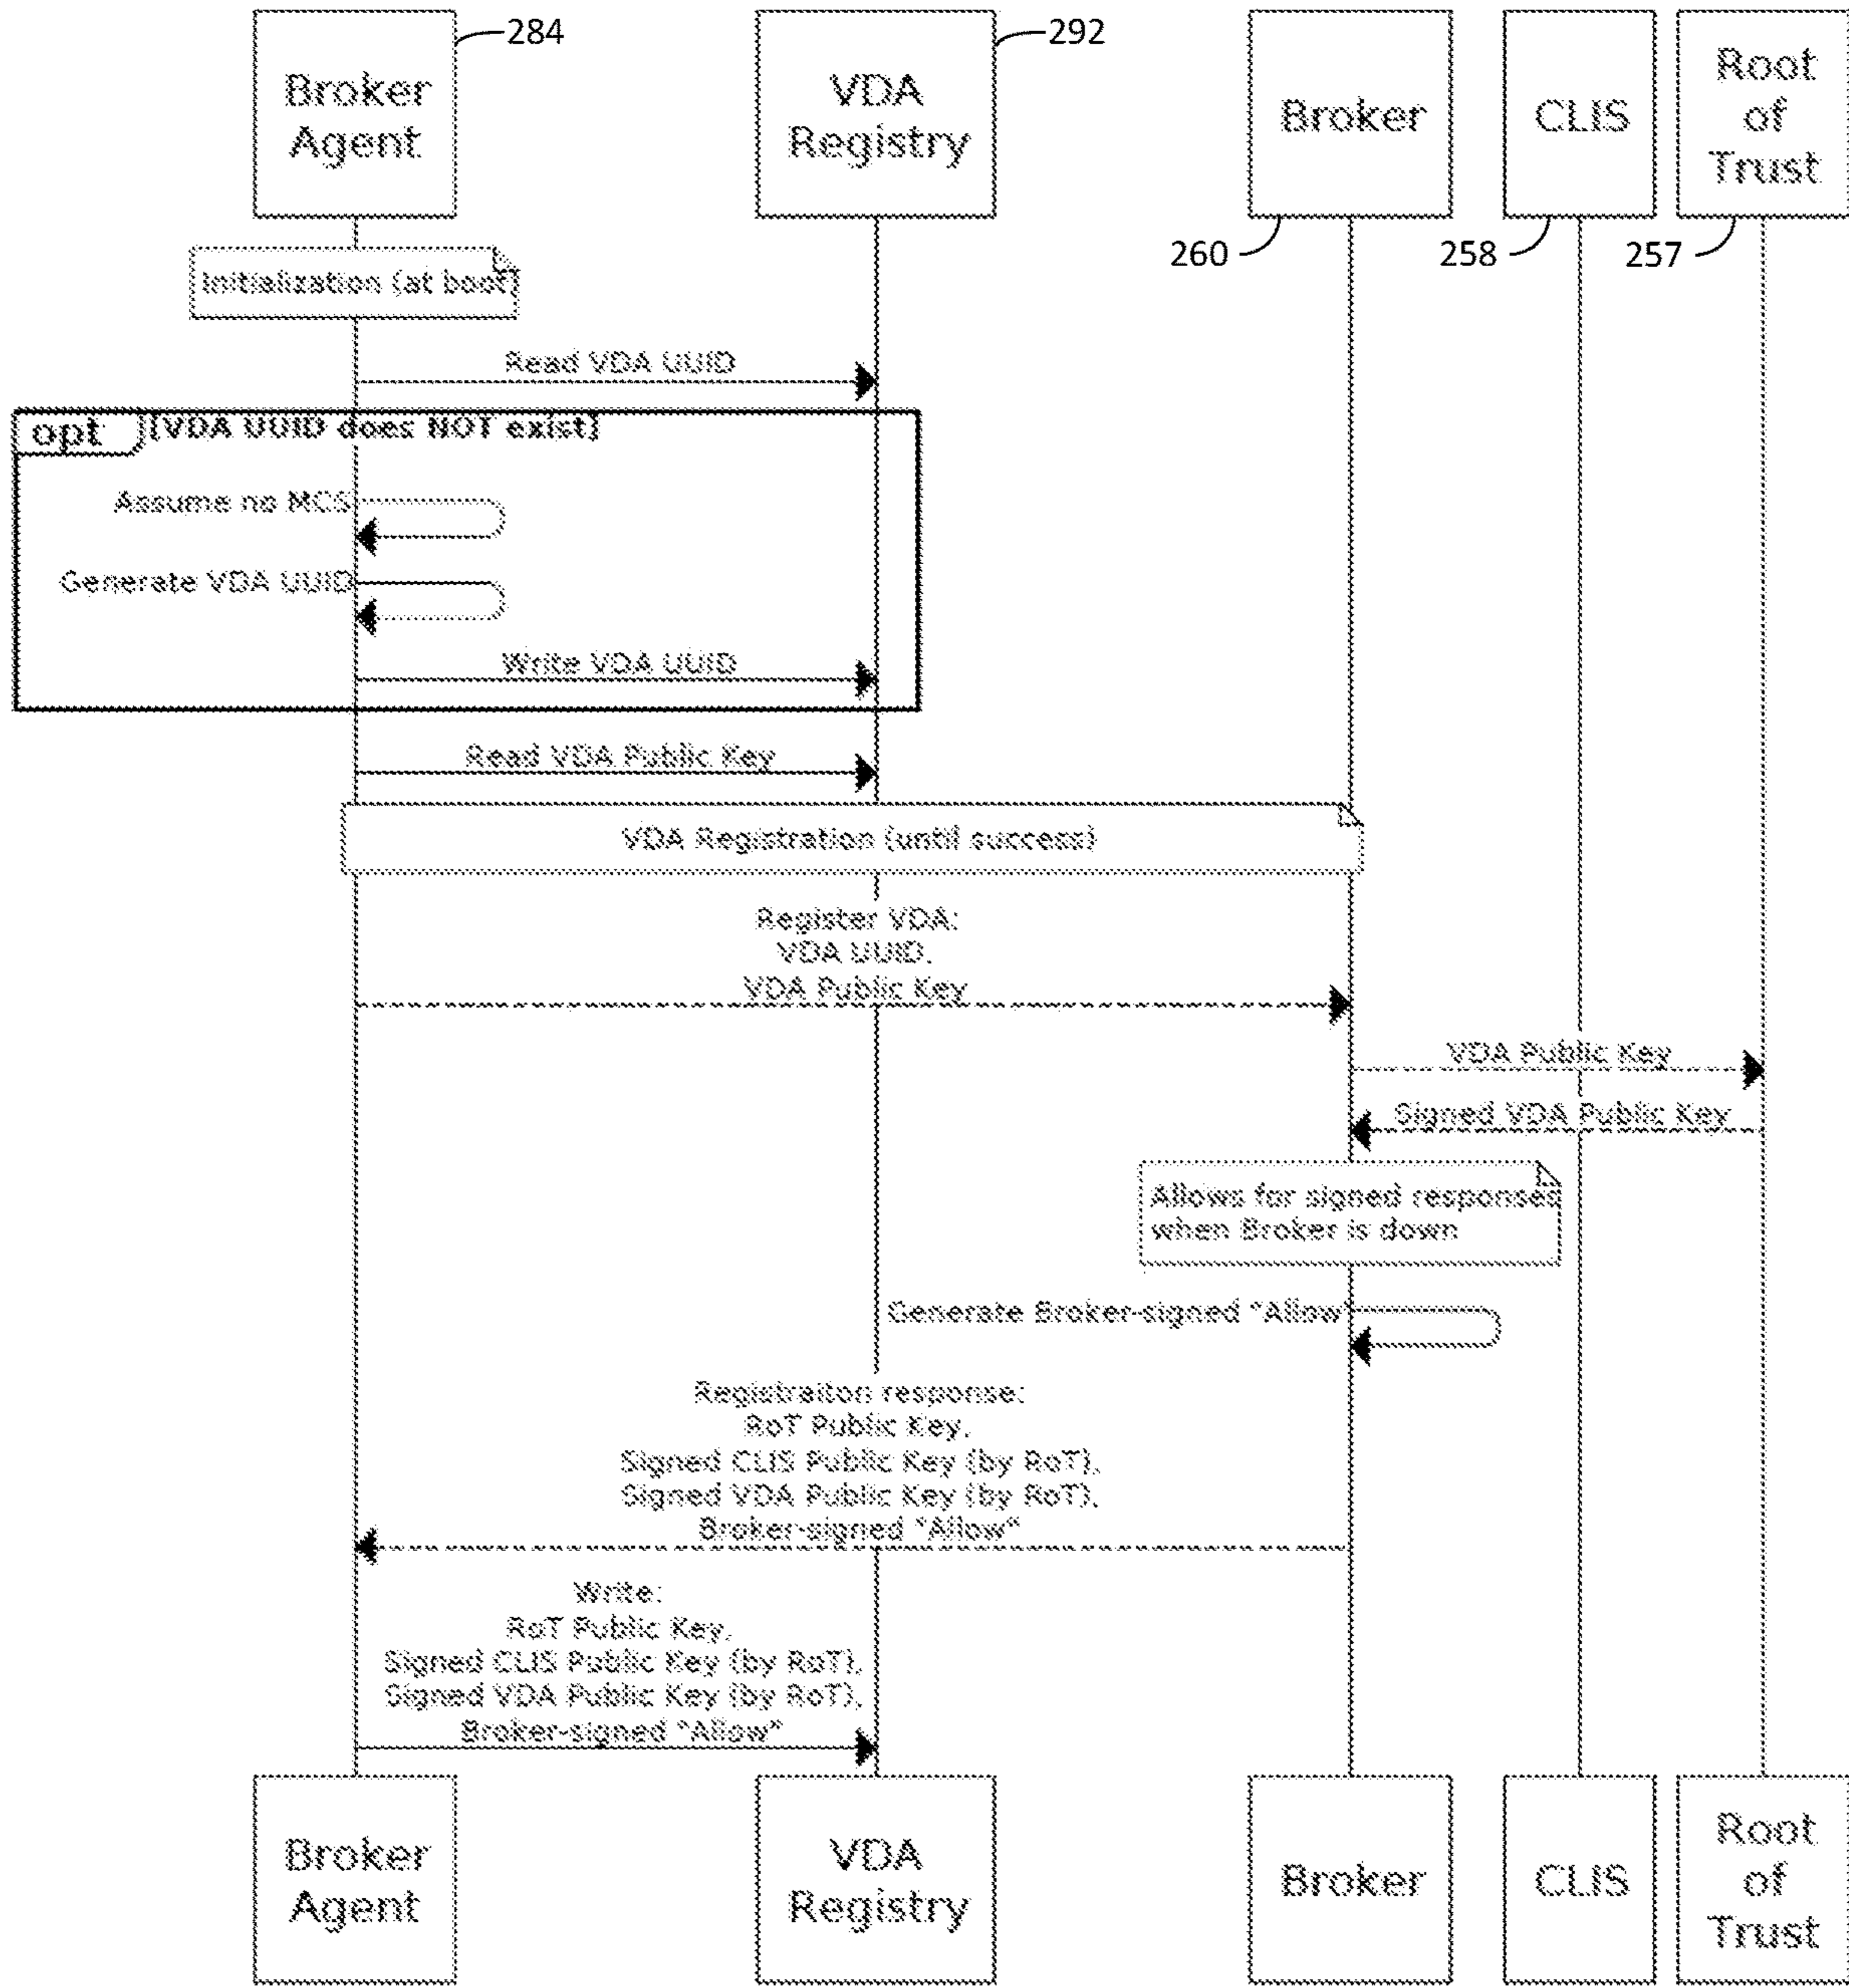 284
292
Broker
Agent
VDA
Registry
Broker
CLIS
Root
of
Trust
260
258
257
Initialization (at boot)
Read VDA UUID
opt
[VDA UUID does NOT exist]
Assume no MCS
Generate VDA UUID
Write VDA UUID
Read VDA Public Key
VDA Registration (until success)
Register VDA:
VDA UUID,
VDA Public Key
VDA Public Key
Signed VDA Public Key
Allows for signed responses
when Broker is down
Generate Broker-signed "Allow"
Registraiton response:
RoT Public Key,
Signed CLIS Public Key (by RoT),
Signed VDA Public Key (by RoT),
Broker-signed "Allow"
Write:
RoT Public Key,
Signed CLIS Public Key (by RoT),
Signed VDA Public Key (by RoT),
Broker-signed "Allow"
Broker
Agent
VDA
Registry
Broker
CLIS
Root
of
Trust